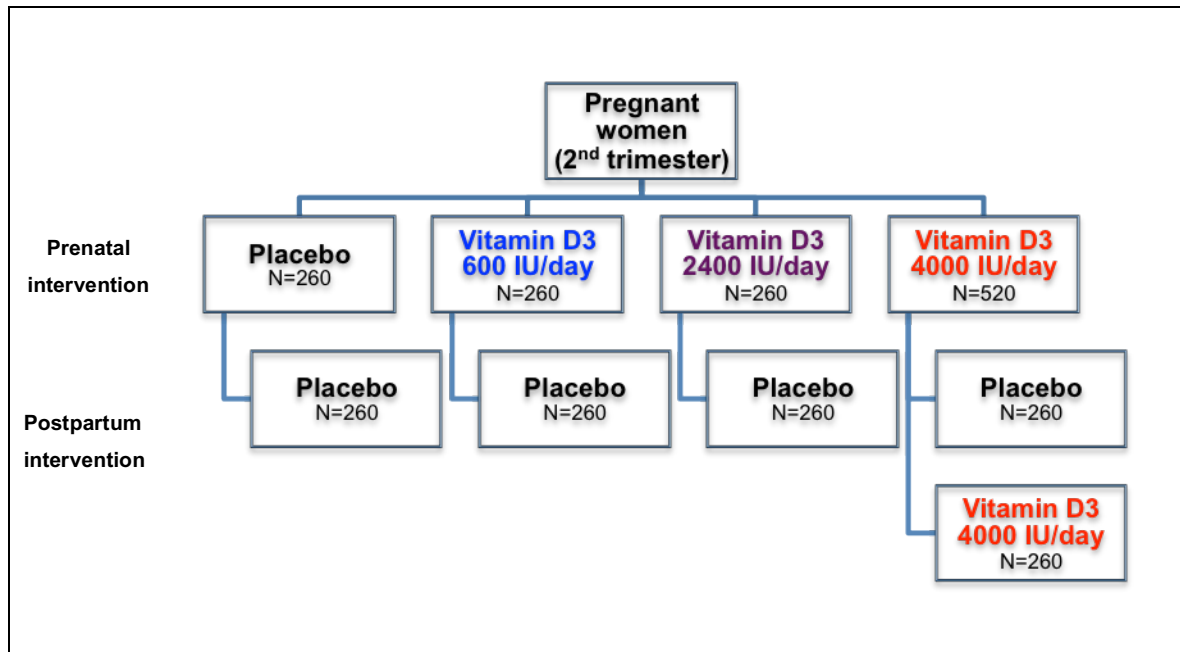 Pregnant
women
(2nd trimester)
Prenatal
intervention
Placebo
N=260
Vitamin D3
600 IU/day
N=260
Vitamin D3
2400 IU/day
N=260
Vitamin D3
4000 IU/day
N=520
Postpartum
intervention
Placebo
N=260
Placebo
N=260
Placebo
N=260
Placebo
N=260
Vitamin D3
4000 IU/day
N=260